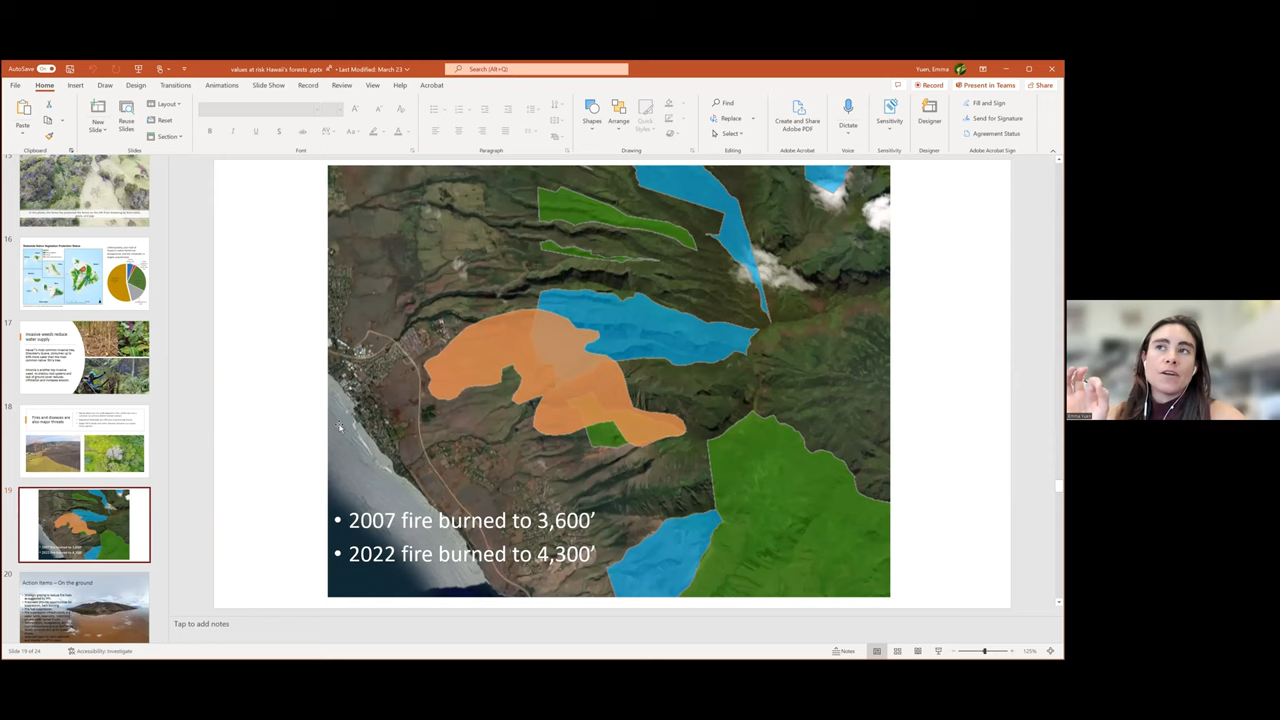 AutoSave On
values at risk Hawaii's forests .pptx
• Last Modified: March 23
Search (Alt+Q)
Yuan, Emma
File
Home
Insert
Draw
Design
Transitions
Animations
Slide Show
Review
View
Help
Acrobat
Record
Present in Teams
Share
Paste
New
Slide
Reuse
Slides
Layout
Reset
Section
Shapes
Arrange
Quick
Styles
Find
Replace
Select
Create and Share
Adobe PDF
Dictate
Sensitivity
Designer
Fill and Sign
Send for Signature
Agreement Status
Clipboard
Slides
Font
Paragraph
Drawing
Editing
Adobe Acrobat
Voice
Sensitivity
Designer
Adobe Acrobat Sign
15
16
17
Invasive weeds reduce
water supply
18
Fires and diseases are
also major threats
19
20
Action Items – On the
ground
• 2007 fire burned to 3,600'
• 2022 fire burned to 4,300'
Tap to add notes
Slide 19 of 24
Accessibility: Investigate
Notes
125%
Emma Yuan